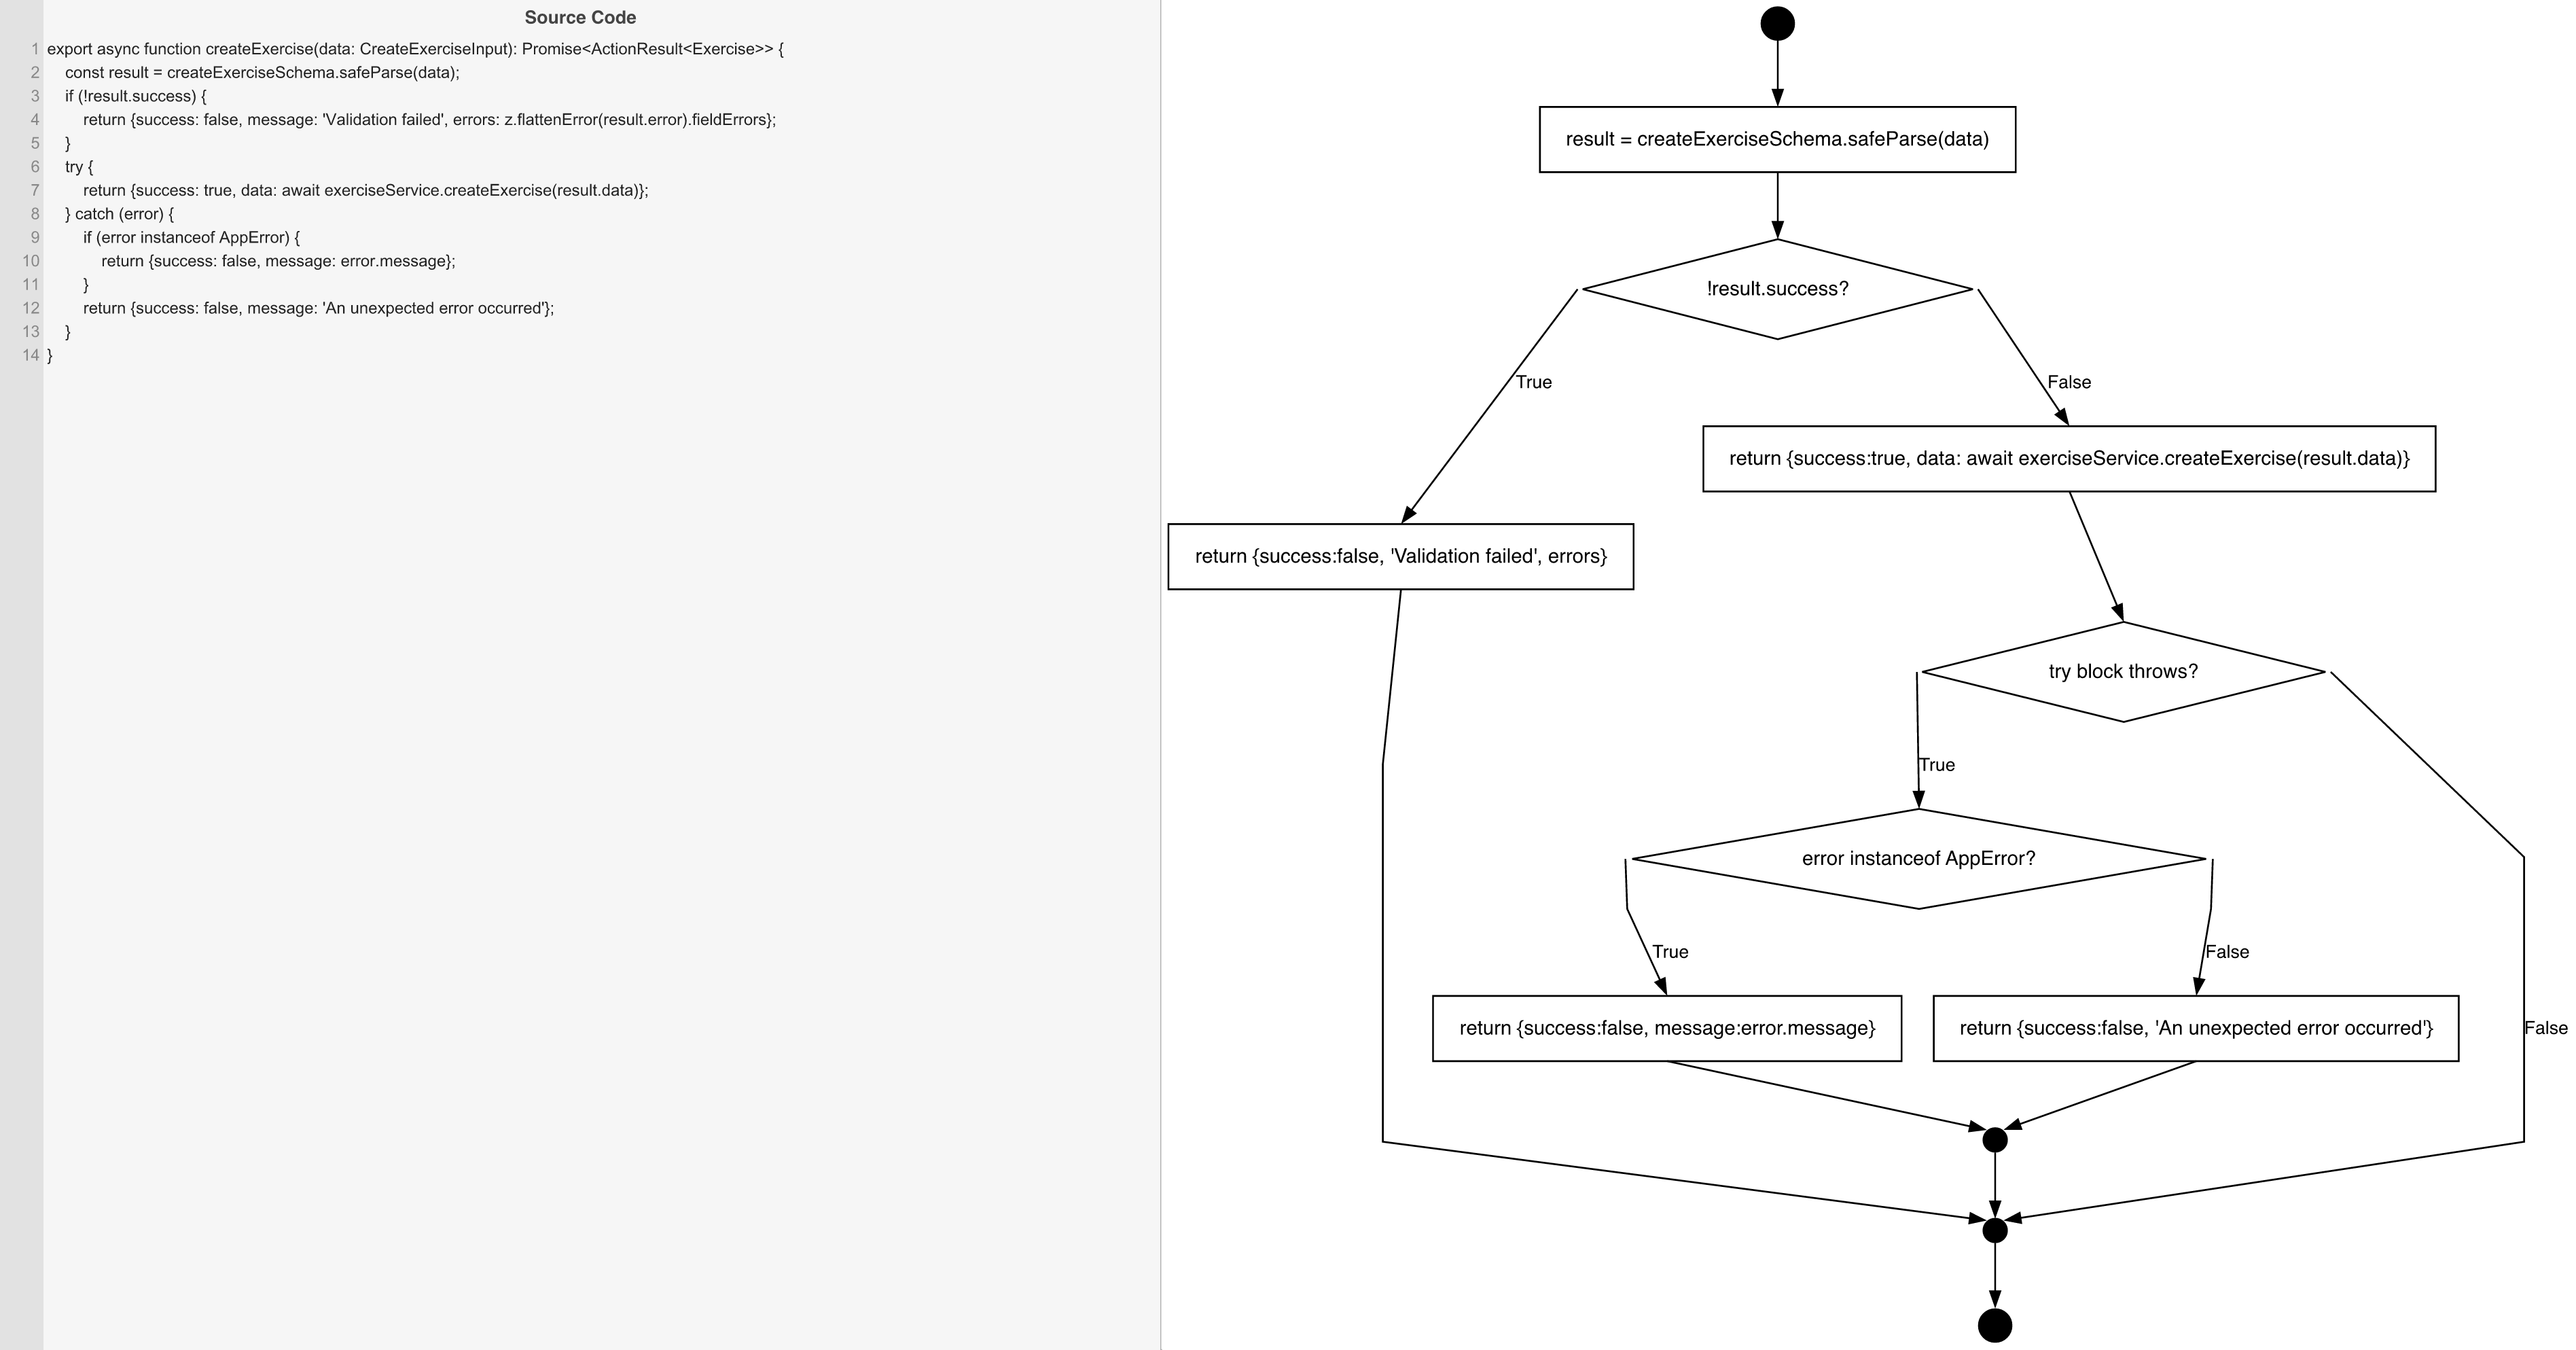 Source Code
1 export async function createExercise(data: CreateExerciseInput): Promise<ActionResult<Exercise>> {
2 const result = createExerciseSchema.safeParse(data);
3 if (!result.success) {
4 return {success: false, message: 'Validation failed', errors: z.flattenError(result.error).fieldErrors};
5 }
6 try {
7 return {success: true, data: await exerciseService.createExercise(result.data)};
8 } catch (error) {
9 if (error instanceof AppError) {
10 return {success: false, message: error.message};
11 }
12 return {success: false, message: 'An unexpected error occurred'};
13 }
14 }
result = createExerciseSchema.safeParse(data)
!result.success?
True
False
return {success:true, data: await exerciseService.createExercise(result.data)}
return {success:false, 'Validation failed', errors}
try block throws?
True
error instanceof AppError?
True
False
return {success:false, message:error.message}
return {success:false, 'An unexpected error occurred'}
False